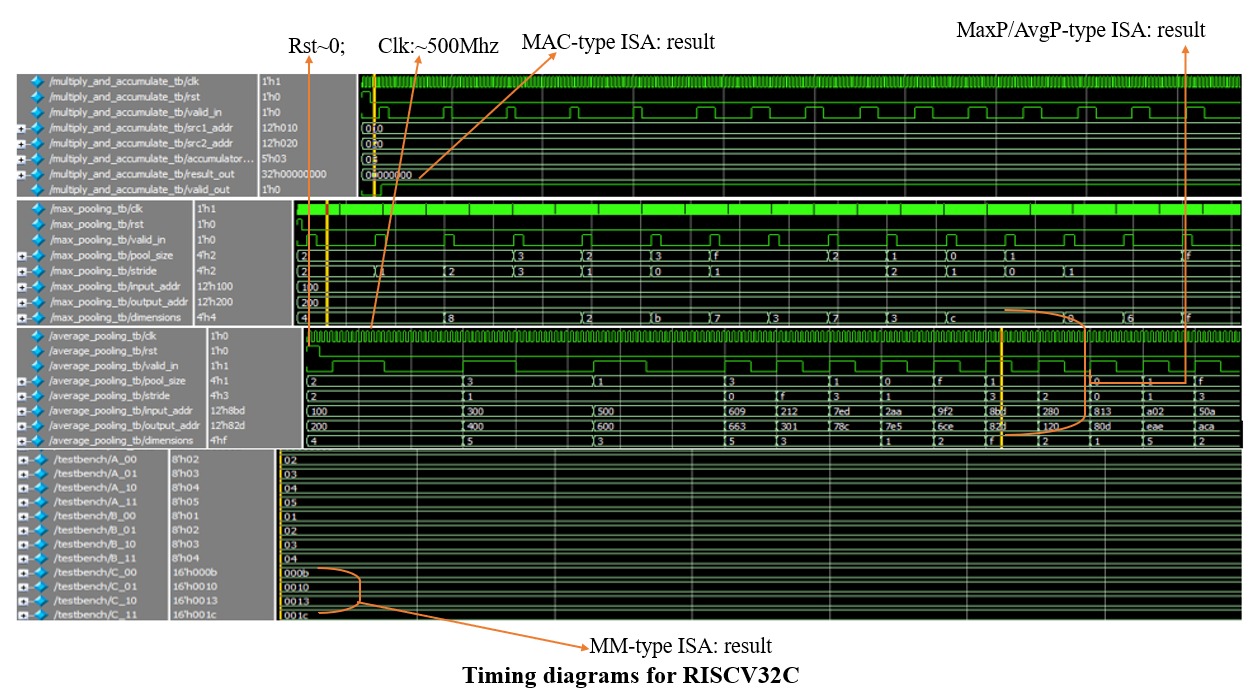 MaxP/AvgP-type ISA: result
Rst~0; Clk:~500Mhz MAC-type ISA: result
/multiply_and_accumulate_tb/clk 1'h1
/multiply_and_accumulate_tb/rst 1'h0
/multiply_and_accumulate_tb/valid_in 1'h0
/multiply_and_accumulate_tb/src1_addr 12'h010
/multiply_and_accumulate_tb/src2_addr 12'h020
/multiply_and_accumulate_tb/accumulator... 5'h03
/multiply_and_accumulate_tb/result_out 32'h00000000
/multiply_and_accumulate_tb/valid_out 1'h0
/max_pooling_tb/clk 1'h1
/max_pooling_tb/rst 1'h0
/max_pooling_tb/valid_in 1'h0
/max_pooling_tb/pool_size 4'h2 2 3 2 3 f 2 1 0 1 f
/max_pooling_tb/stride 4'h2 2 1 2 3 1 0 1 2 1 0 1
/max_pooling_tb/input_addr 12'h100 100
/max_pooling_tb/output_addr 12'h200 200
/max_pooling_tb/dimensions 4'h4 4 8 2 b 7 3 7 3 c 0 6 f
/average_pooling_tb/clk 1'h0
/average_pooling_tb/rst 1'h0
/average_pooling_tb/valid_in 1'h1
/average_pooling_tb/pool_size 4'h1 2 3 1 3 1 0 f 1 0 1 f
/average_pooling_tb/stride 4'h3 2 1 0 f 3 1 3 2 0 1 3
/average_pooling_tb/input_addr 12'h8bd 100 300 500 609 212 7ed 2aa 9f2 8bd 280 813 a02 50a
/average_pooling_tb/output_addr 12'h82d 200 400 600 663 301 78c 7e5 6ce 82d 120 80d eae aca
/average_pooling_tb/dimensions 4'hf 4 5 3 5 3 1 2 f 2 1 5 2
/testbench/A_00 8'h02 02
/testbench/A_01 8'h03 03
/testbench/A_10 8'h04 04
/testbench/A_11 8'h05 05
/testbench/B_00 8'h01 01
/testbench/B_01 8'h02 02
/testbench/B_10 8'h03 03
/testbench/B_11 8'h04 04
/testbench/C_00 16'h000b 000b
/testbench/C_01 16'h0010 0010
/testbench/C_10 16'h0013 0013
/testbench/C_11 16'h001c 001c
MM-type ISA: result
Timing diagrams for RISCV32C